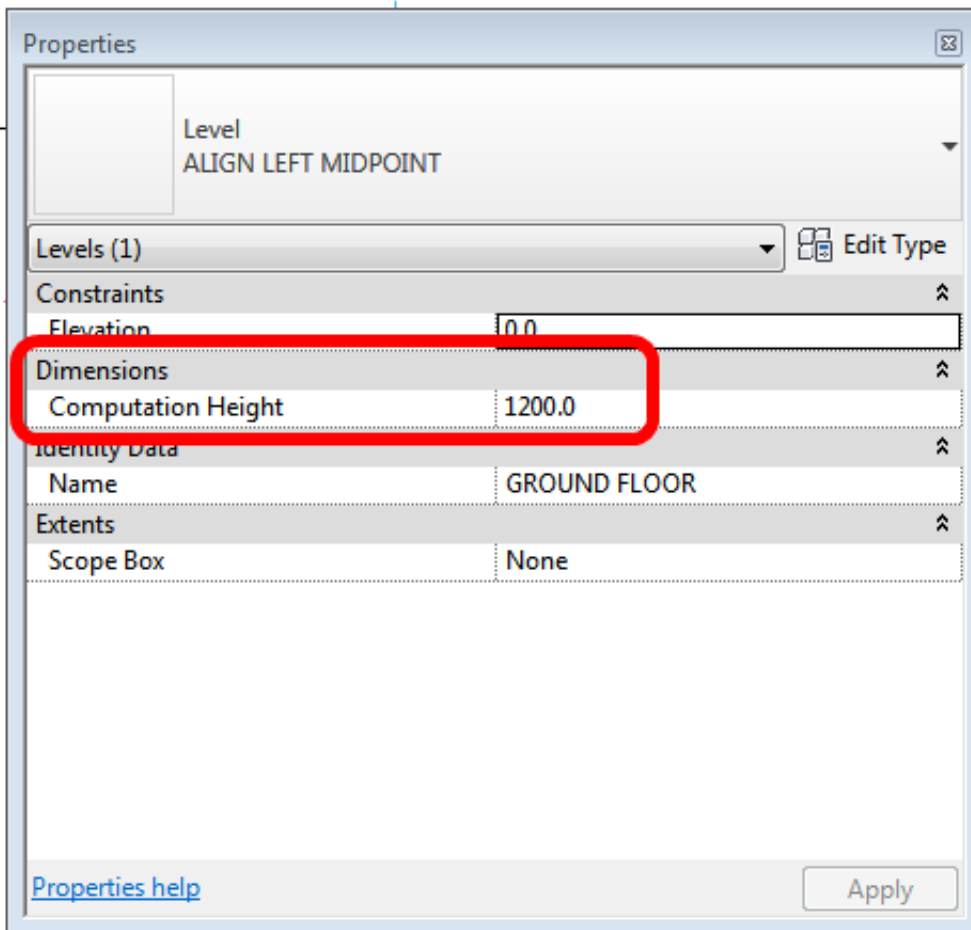 Properties
Level
ALIGN LEFT MIDPOINT
Levels (1) Edit Type
Constraints
Elevation 0.0
Dimensions
Computation Height 1200.0
Identity Data
Name GROUND FLOOR
Extents
Scope Box None
Properties help Apply